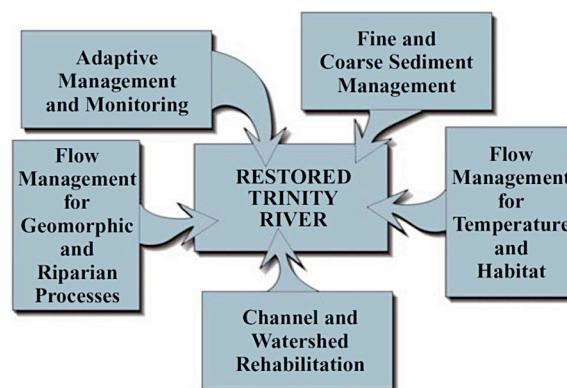 Adaptive
Management
and Monitoring
Fine and
Coarse Sediment
Management
Flow
Management
for
Geomorphic
and
Riparian
Processes
RESTORED
TRINITY
RIVER
Flow
Management
for
Temperature
and
Habitat
Channel and
Watershed
Rehabilitation